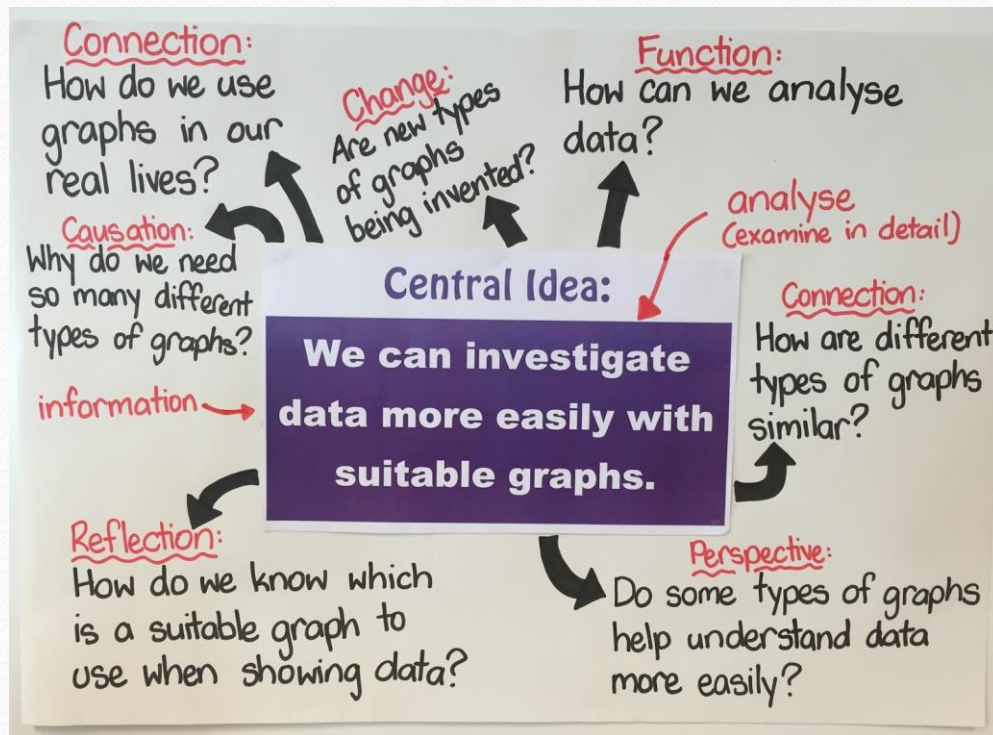 Connection:
How do we use
graphs in our
real lives?
Change:
Are new types
of graphs
being invented?
Function:
How can we analyse
data?
analyse
(examine in detail)
Causation:
Why do we need
so many different
types of graphs?
information
Central Idea:
We can investigate
data more easily with
suitable graphs.
Connection:
How are different
types of graphs
similar?
Reflection:
How do we know which
is a suitable graph to
use when showing data?
Perspective:
Do some types of graphs
help understand data
more easily?